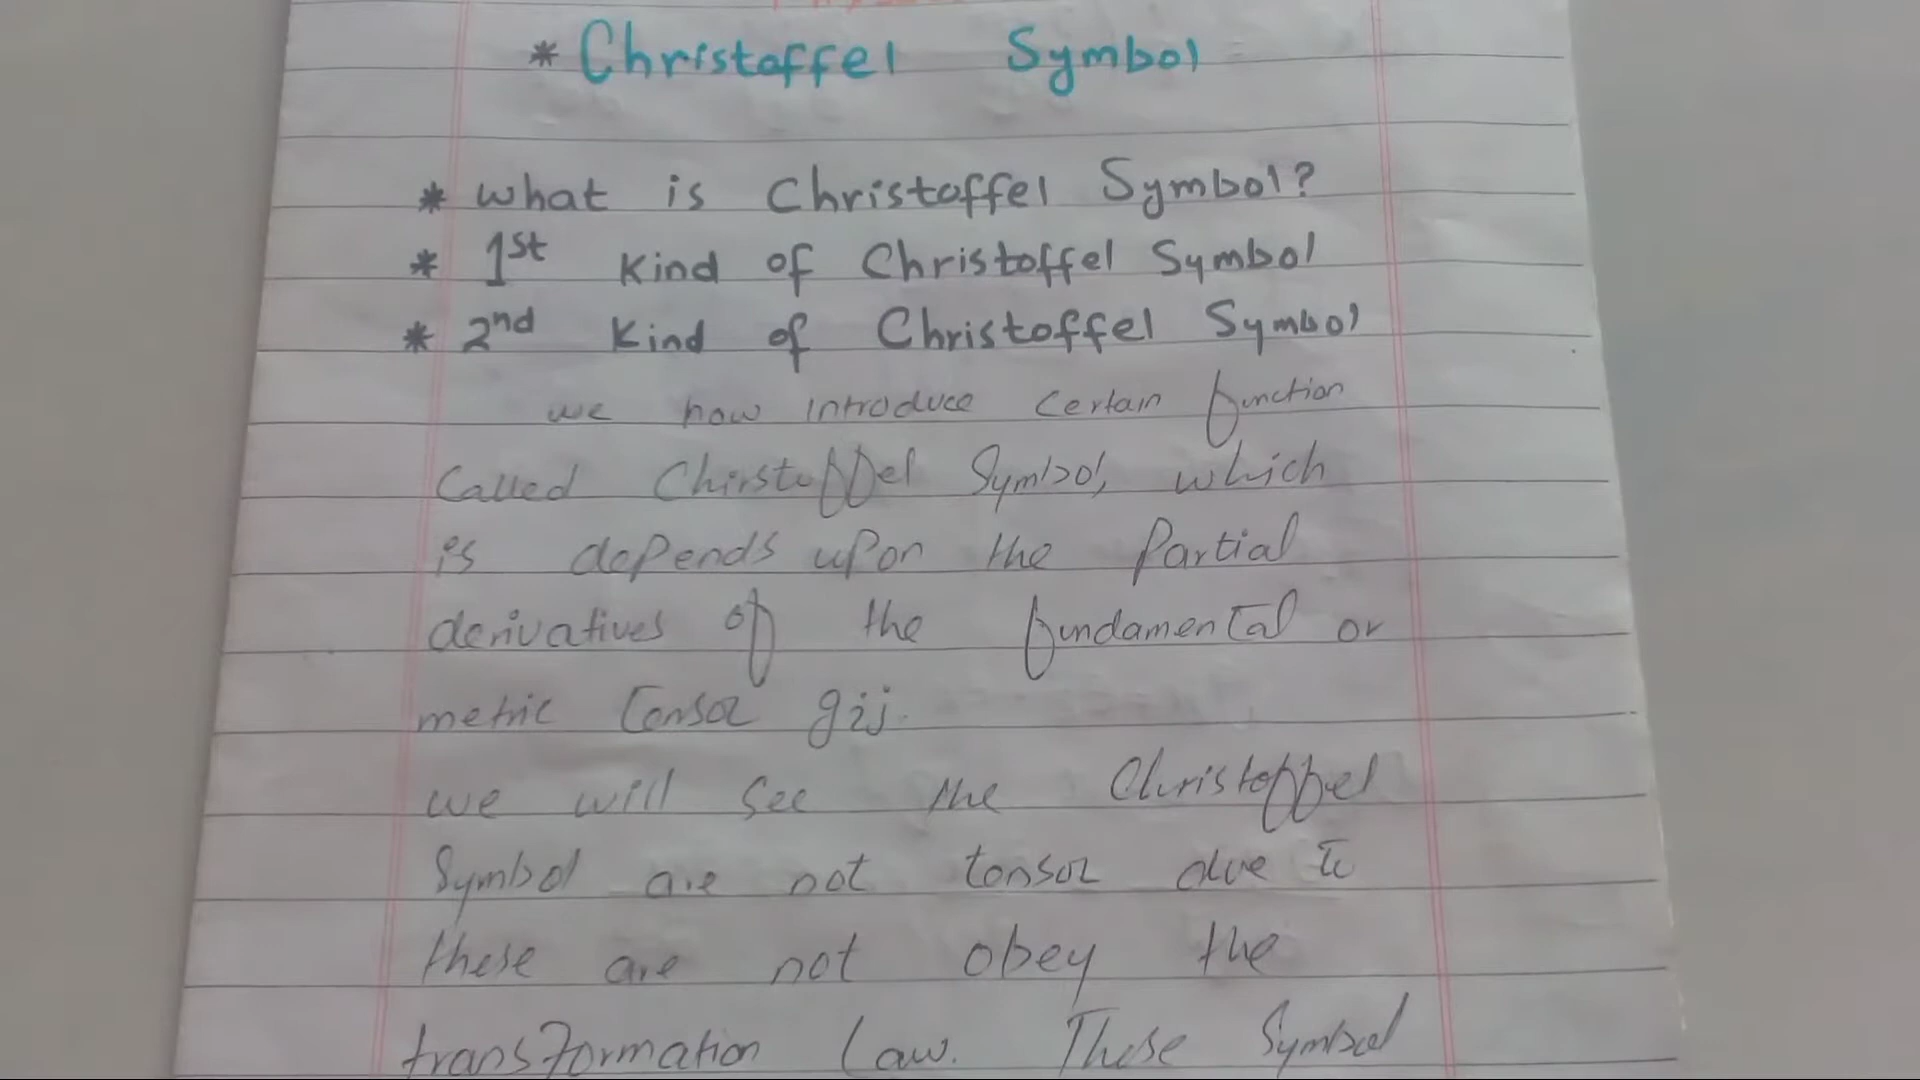 * Christoffel Symbol
* what is Christoffel Symbol?
* 1st Kind of Christoffel Symbol
* 2nd Kind of Christoffel Symbol
we now introduce certain function
Called Chirstoffel Symbol, which
is depends upon the Partial
derivatives of the fundamental or
metric tensor gij.
we will see the Christoffel
Symbol are not tensor due to
these are not obey the
transformation law. These Symbol